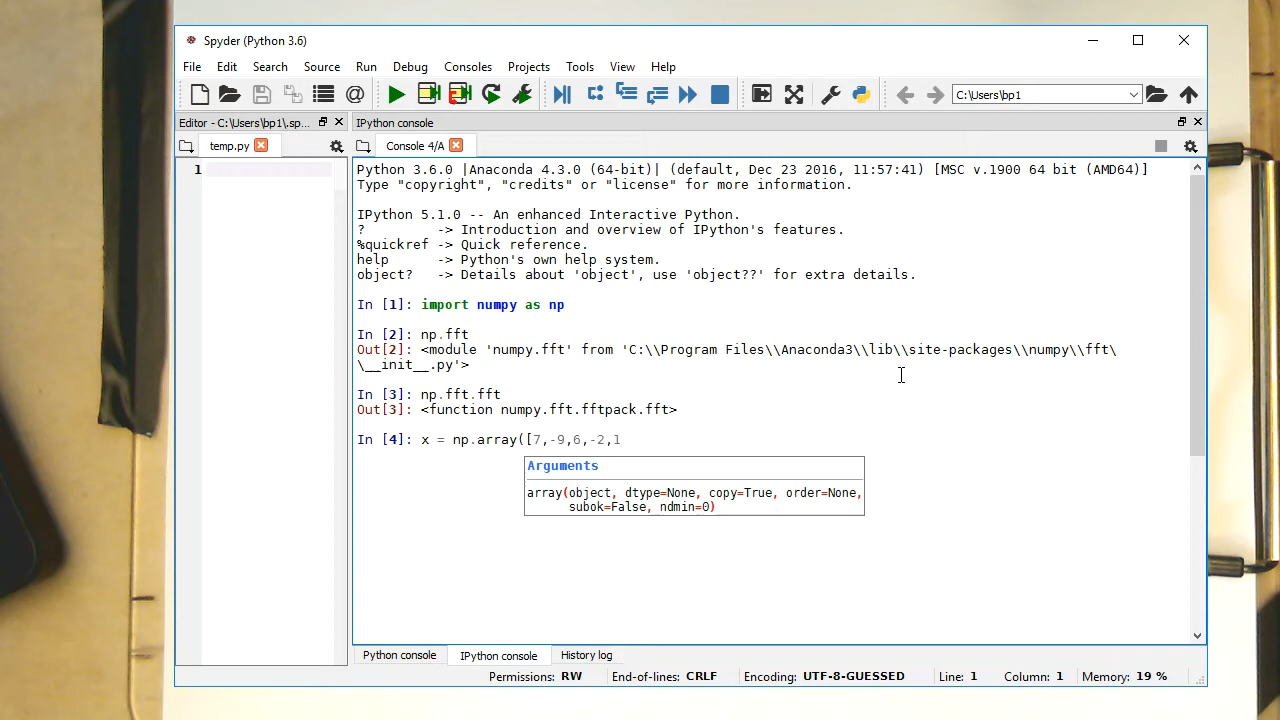 Spyder (Python 3.6)
File Edit Search Source Run Debug Consoles Projects Tools View Help
C:\Users\bp1
Editor - C:\Users\bp1\.sp...
IPython console
temp.py
Console 4/A
1
Python 3.6.0 |Anaconda 4.3.0 (64-bit)| (default, Dec 23 2016, 11:57:41) [MSC v.1900 64 bit (AMD64)]
Type "copyright", "credits" or "license" for more information.
IPython 5.1.0 -- An enhanced Interactive Python.
? -> Introduction and overview of IPython's features.
%quickref -> Quick reference.
help -> Python's own help system.
object? -> Details about 'object', use 'object??' for extra details.
In [1]: import numpy as np
In [2]: np.fft
Out[2]: <module 'numpy.fft' from 'C:\\Program Files\\Anaconda3\\lib\\site-packages\\numpy\\fft\
\__init__.py'>
In [3]: np.fft.fft
Out[3]: <function numpy.fft.fftpack.fft>
In [4]: x = np.array([7,-9,6,-2,1
Arguments
array(object, dtype=None, copy=True, order=None,
subok=False, ndmin=0)
Python console IPython console History log
Permissions: RW End-of-lines: CRLF Encoding: UTF-8-GUESSED Line: 1 Column: 1 Memory: 19 %